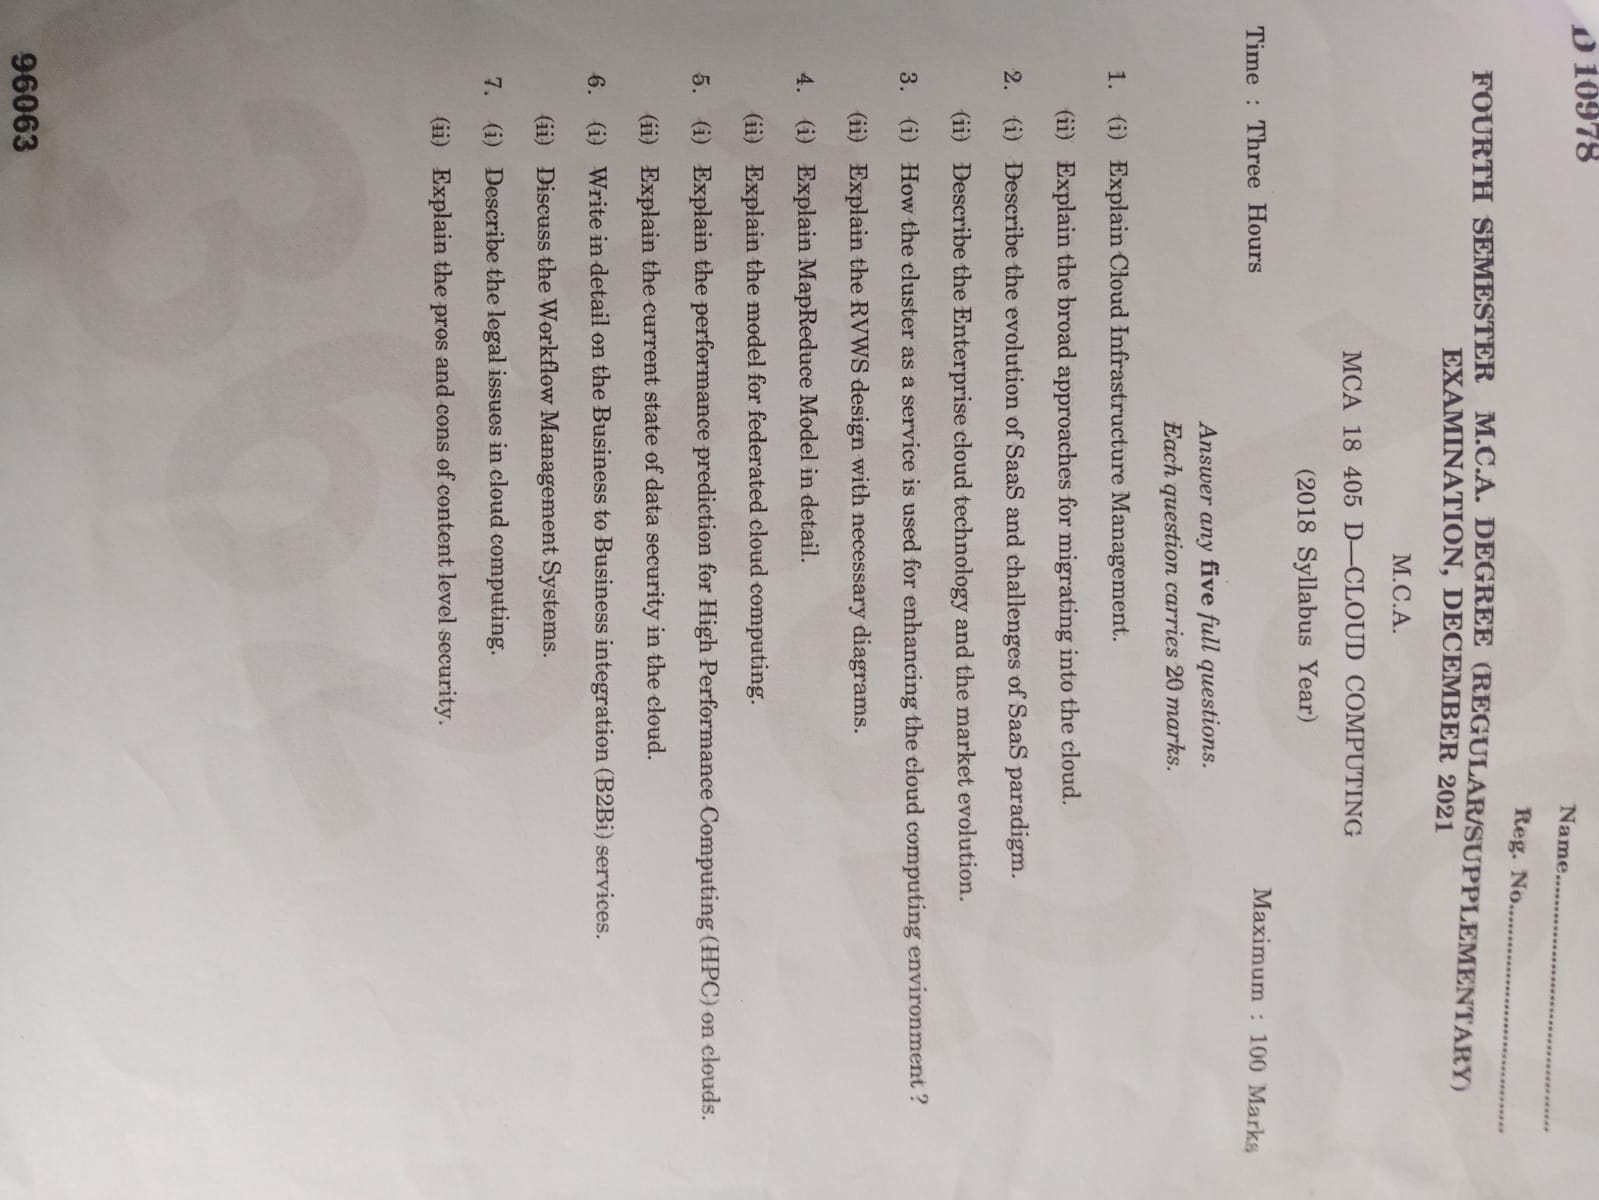 D 10978
Name
Reg. No
FOURTH SEMESTER M.C.A. DEGREE (REGULAR/SUPPLEMENTARY)
EXAMINATION, DECEMBER 2021
M.C.A.
MCA 18 405 D—CLOUD COMPUTING
(2018 Syllabus Year)
Time : Three Hours Maximum : 100 Marks
Answer any five full questions.
Each question carries 20 marks.
1. (i) Explain Cloud Infrastructure Management.
(ii) Explain the broad approaches for migrating into the cloud.
2. (i) Describe the evolution of SaaS and challenges of SaaS paradigm.
(ii) Describe the Enterprise cloud technology and the market evolution.
3. (i) How the cluster as a service is used for enhancing the cloud computing environment ?
(ii) Explain the RVWS design with necessary diagrams.
4. (i) Explain MapReduce Model in detail.
(ii) Explain the model for federated cloud computing.
5. (i) Explain the performance prediction for High Performance Computing (HPC) on clouds.
(ii) Explain the current state of data security in the cloud.
6. (i) Write in detail on the Business to Business integration (B2Bi) services.
(ii) Discuss the Workflow Management Systems.
7. (i) Describe the legal issues in cloud computing.
(ii) Explain the pros and cons of content level security.
96063